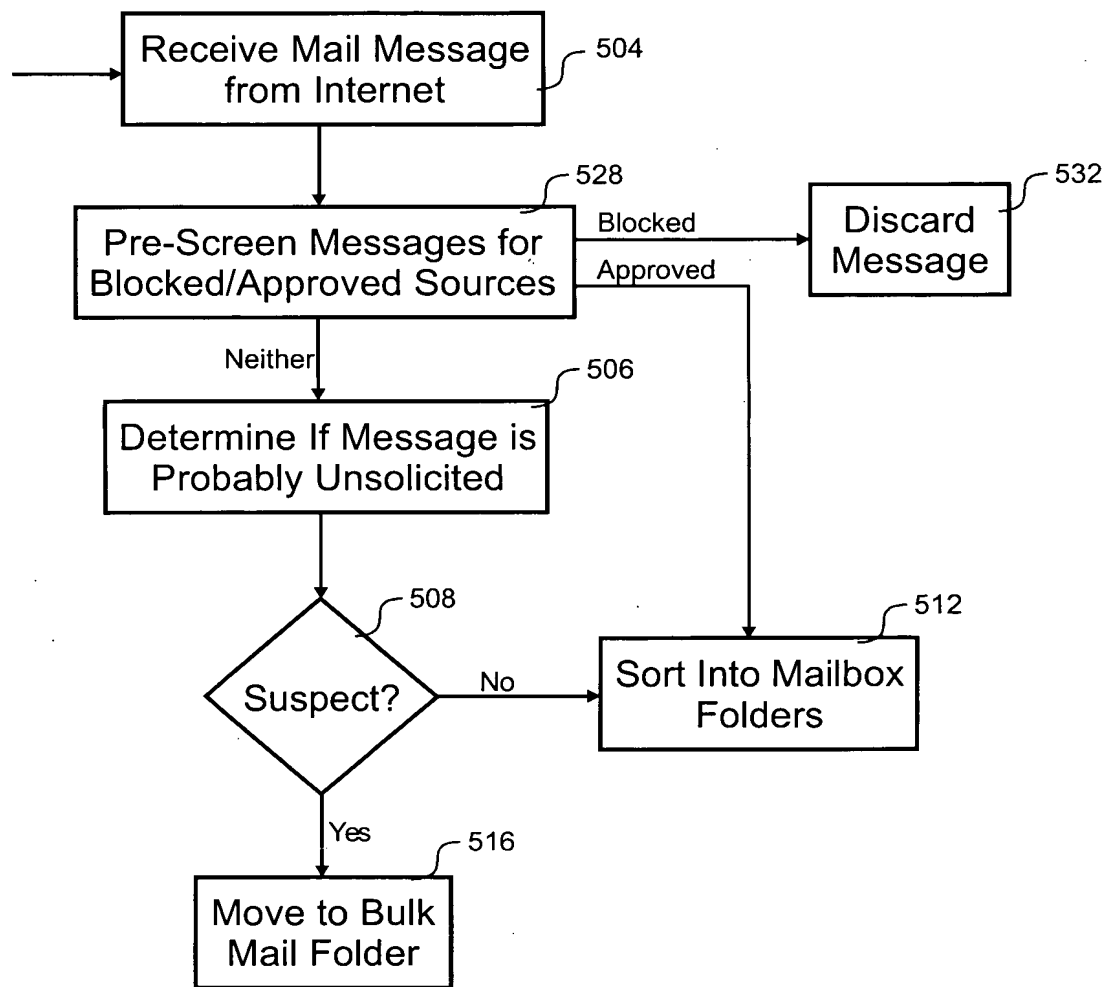 Receive Mail Message
from Internet
504
528
Pre-Screen Messages for
Blocked/Approved Sources
Blocked
Approved
532
Discard
Message
Neither
506
Determine If Message is
Probably Unsolicited
508
Suspect?
No
512
Sort Into Mailbox
Folders
Yes
516
Move to Bulk
Mail Folder